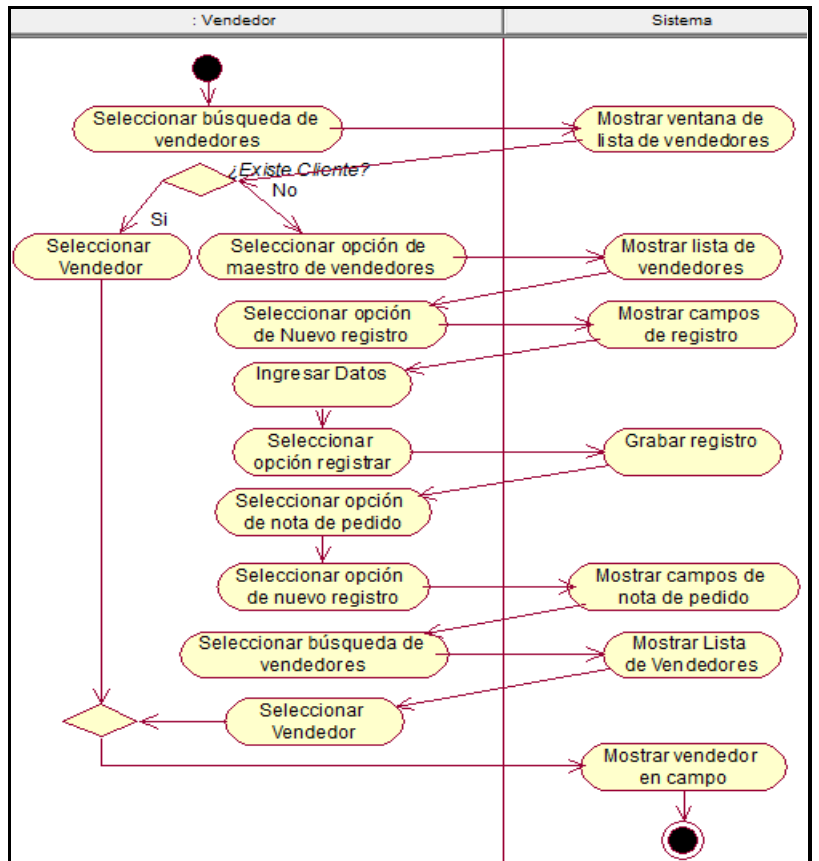 : Vendedor
Sistema
Seleccionar búsqueda de
vendedores
Mostrar ventana de
lista de vendedores
¿Existe Cliente?
No
Si
Seleccionar
Vendedor
Seleccionar opción de
maestro de vendedores
Mostrar lista de
vendedores
Seleccionar opción
de Nuevo registro
Mostrar campos
de registro
Ingresar Datos
Seleccionar
opción registrar
Grabar registro
Seleccionar opción
de nota de pedido
Seleccionar opción
de nuevo registro
Mostrar campos de
nota de pedido
Seleccionar búsqueda de
vendedores
Mostrar Lista
de Vendedores
Seleccionar
Vendedor
Mostrar vendedor
en campo